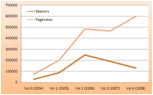 700000
600000
500000
400000
300000
200000
100000
0
Sessions
Pageviews
Vol 0 (2004)
Vol 1 (2005)
Vol 2 (2006)
Vol 3 (2007)
Vol 4 (2008)